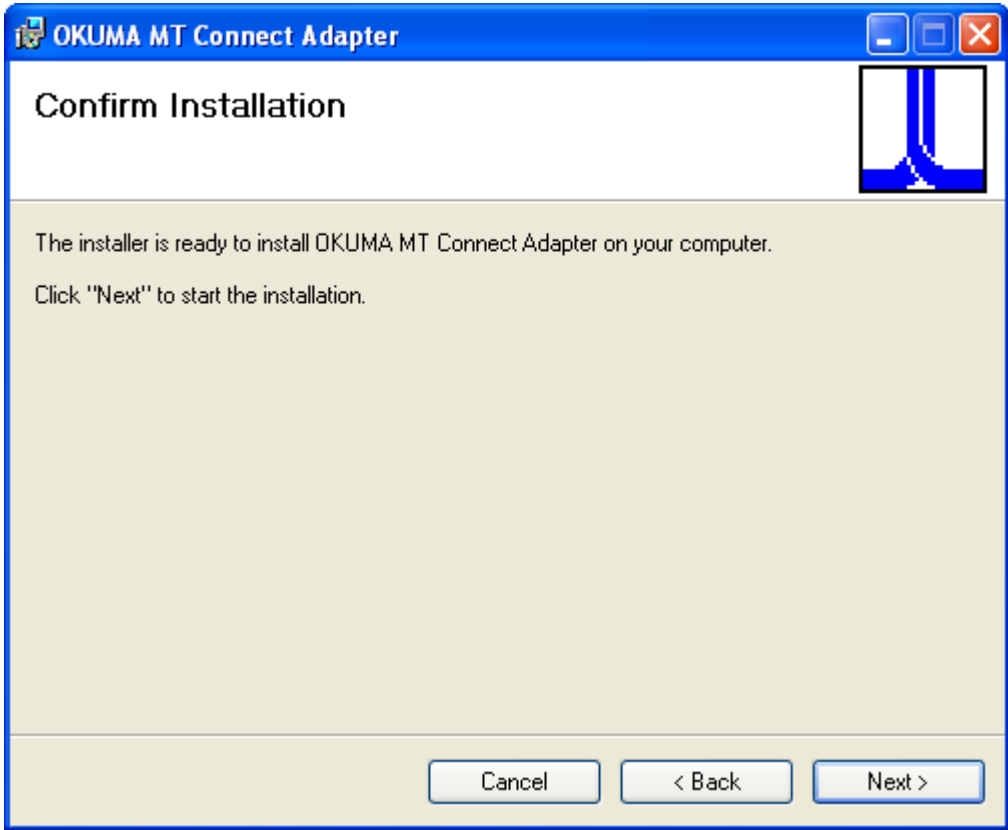 OKUMA MT Connect Adapter
Confirm Installation
The installer is ready to install OKUMA MT Connect Adapter on your computer.
Click "Next" to start the installation.
Cancel
< Back
Next >